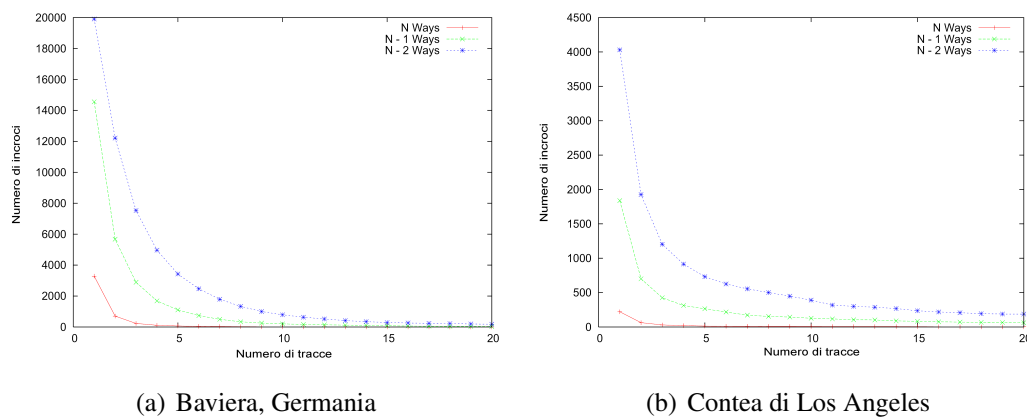 20000
18000
16000
14000
12000
10000
8000
6000
4000
2000
0
0
5
10
15
20
Numero di incroci
Numero di tracce
N Ways
N - 1 Ways
N - 2 Ways
(a) Baviera, Germania
4500
4000
3500
3000
2500
2000
1500
1000
500
0
0
5
10
15
20
Numero di incroci
Numero di tracce
N Ways
N - 1 Ways
N - 2 Ways
(b) Contea di Los Angeles